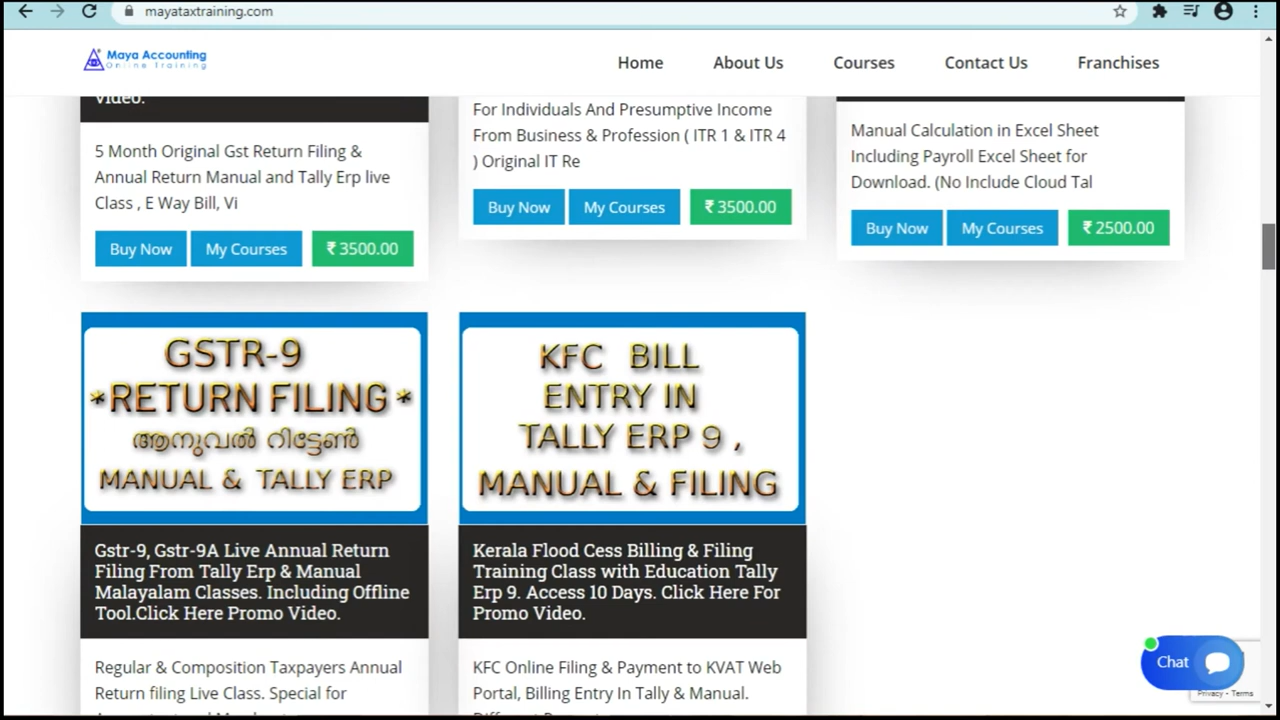 mayataxtraining.com
Maya Accounting
Online Training
Home
About Us
Courses
Contact Us
Franchises
Video.
5 Month Original Gst Return Filing &
Annual Return Manual and Tally Erp live
Class , E Way Bill, Vi
Buy Now
My Courses
₹ 3500.00
For Individuals And Presumptive Income
From Business & Profession ( ITR 1 & ITR 4
) Original IT Re
Buy Now
My Courses
₹ 3500.00
Manual Calculation in Excel Sheet
Including Payroll Excel Sheet for
Download. (No Include Cloud Tal
Buy Now
My Courses
₹ 2500.00
GSTR-9
*RETURN FILING*
ആനുവൽ റിട്ടേൺ
MANUAL & TALLY ERP
Gstr-9, Gstr-9A Live Annual Return
Filing From Tally Erp & Manual
Malayalam Classes. Including Offline
Tool.Click Here Promo Video.
Regular & Composition Taxpayers Annual
Return filing Live Class. Special for
KFC BILL
ENTRY IN
TALLY ERP 9 ,
MANUAL & FILING
Kerala Flood Cess Billing & Filing
Training Class with Education Tally
Erp 9. Access 10 Days. Click Here For
Promo Video.
KFC Online Filing & Payment to KVAT Web
Portal, Billing Entry In Tally & Manual.
Chat
Privacy - Terms